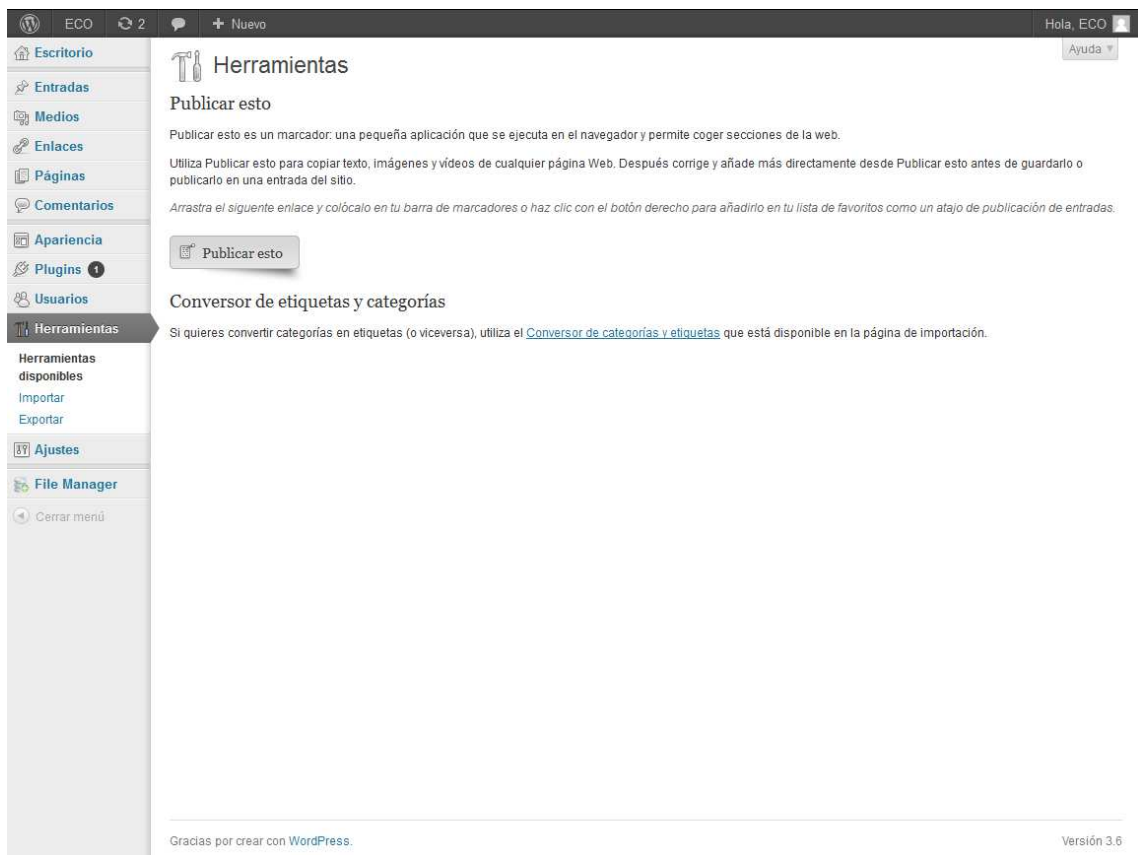 ECO 2 + Nuevo Hola, ECO
Ayuda
Escritorio
Entradas
Medios
Enlaces
Páginas
Comentarios
Apariencia
Plugins 1
Usuarios
Herramientas
Herramientas
disponibles
Importar
Exportar
Ajustes
File Manager
Cerrar menú
Herramientas
Publicar esto
Publicar esto es un marcador: una pequeña aplicación que se ejecuta en el navegador y permite coger secciones de la web.
Utiliza Publicar esto para copiar texto, imágenes y vídeos de cualquier página Web. Después corrige y añade más directamente desde Publicar esto antes de guardarlo o
publicarlo en una entrada del sitio.
Arrastra el siguente enlace y colócalo en tu barra de marcadores o haz clic con el botón derecho para añadirlo en tu lista de favoritos como un atajo de publicación de entradas.
Publicar esto
Conversor de etiquetas y categorías
Si quieres convertir categorías en etiquetas (o viceversa), utiliza el Conversor de categorías y etiquetas que está disponible en la página de importación.
Gracias por crear con WordPress.
Versión 3.6